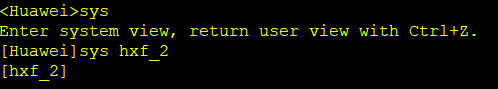 <Huawei>sys
Enter system view, return user view with Ctrl+Z.
[Huawei]sys hxf_2
[hxf_2]